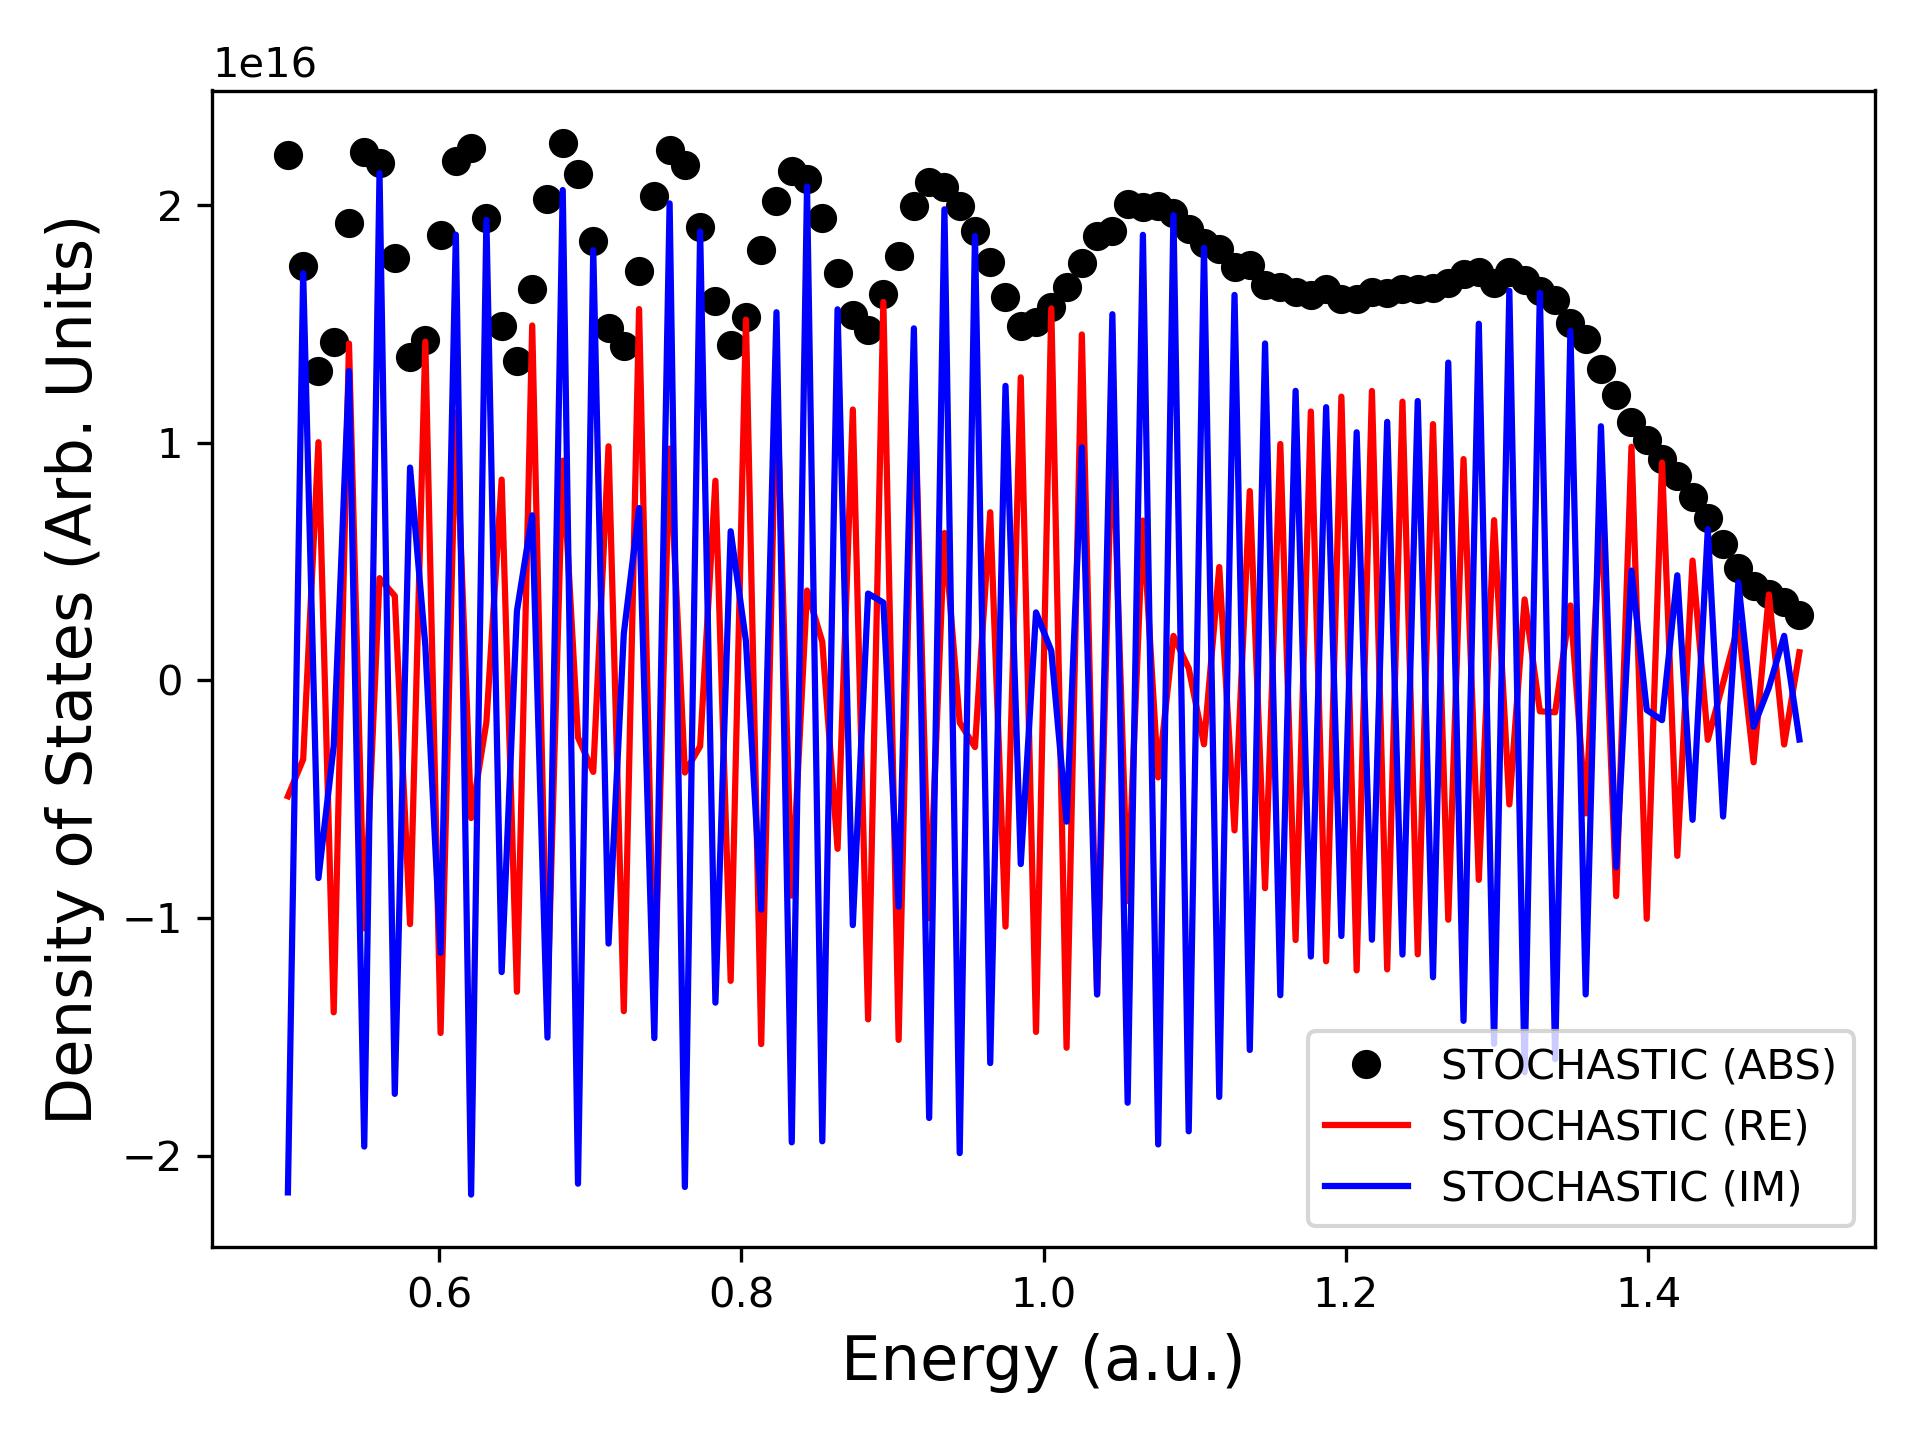 1e16
2
1
0
−1
−2
Density of States (Arb. Units)
STOCHASTIC (ABS)
STOCHASTIC (RE)
STOCHASTIC (IM)
0.6 0.8 1.0 1.2 1.4
Energy (a.u.)